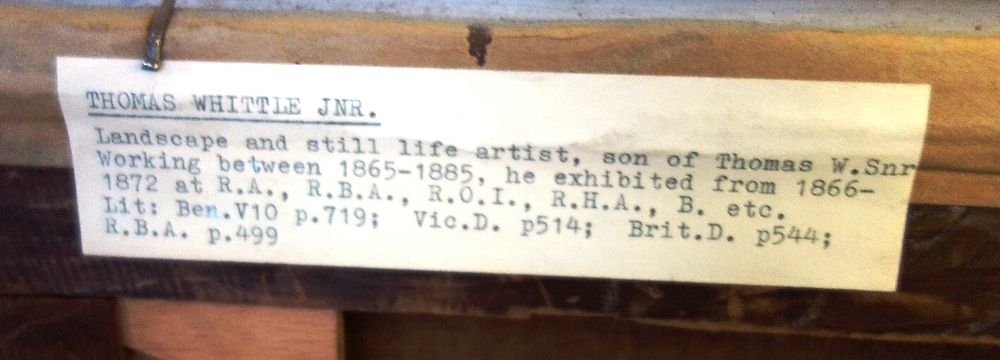 THOMAS WHITTLE JNR.
Landscape and still life artist, son of Thomas W.Snr
Working between 1865-1885, he exhibited from 1866-
1872 at R.A., R.B.A., R.O.I., R.H.A., B. etc.
Lit: Ben.V10 p.719; Vic.D. p514; Brit.D. p544;
R.B.A. p.499